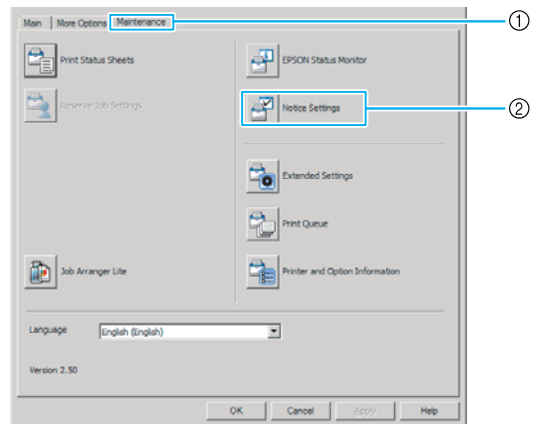 Main
More Options
Maintenance
①
Print Status Sheets
EPSON Status Monitor
Reserve Job Settings
Notice Settings
②
Extended Settings
Print Queue
Job Arranger Lite
Printer and Option Information
Language
English (English)
Version 2.50
OK
Cancel
Apply
Help